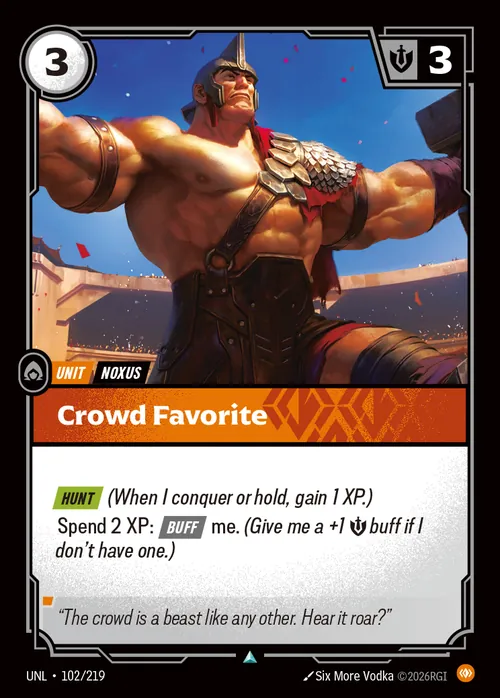 3
3
UNIT NOXUS
Crowd Favorite
HUNT (When I conquer or hold, gain 1 XP.)
Spend 2 XP: BUFF me. (Give me a +1 buff if I
don't have one.)
"The crowd is a beast like any other. Hear it roar?"
UNL • 102/219
Six More Vodka ©2026RGI